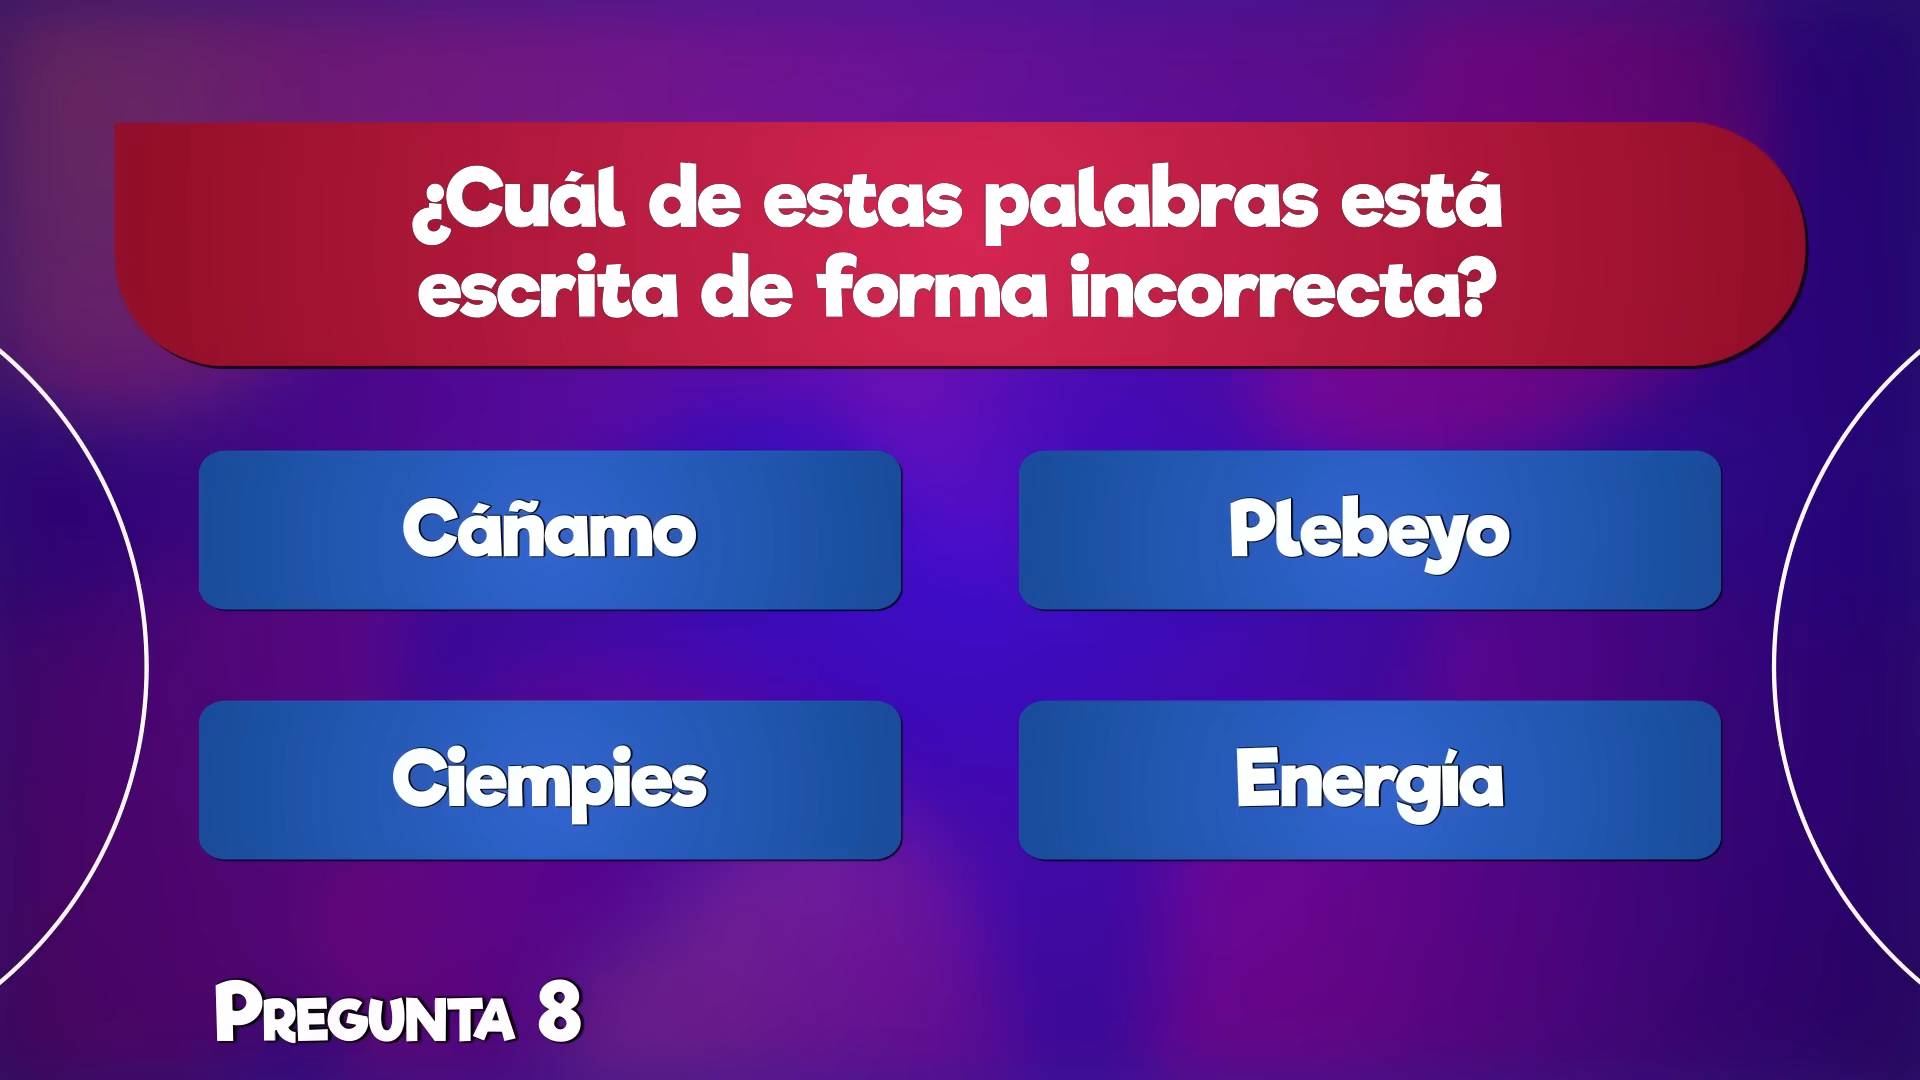 ¿Cuál de estas palabras está
escrita de forma incorrecta?
Cáñamo
Plebeyo
Ciempies
Energía
PREGUNTA 8